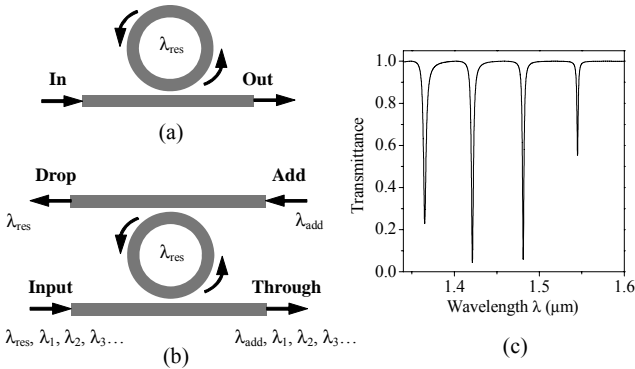 λres
In
Out
(a)
Drop
Add
λres
λadd
λres
Input
Through
λres, λ1, λ2, λ3...
λadd, λ1, λ2, λ3...
(b)
Transmittance
1.0
0.8
0.6
0.4
0.2
0.0
1.4
1.5
1.6
Wavelength λ (μm)
(c)